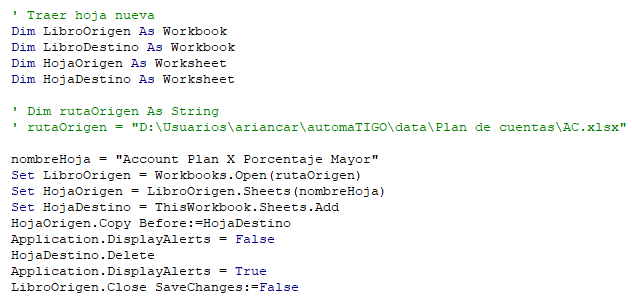 ' Traer hoja nueva
Dim LibroOrigen As Workbook
Dim LibroDestino As Workbook
Dim HojaOrigen As Worksheet
Dim HojaDestino As Worksheet
' Dim rutaOrigen As String
' rutaOrigen = "D:\Usuarios\ariancar\automaTIGO\data\Plan de cuentas\AC.xlsx"
nombreHoja = "Account Plan X Porcentaje Mayor"
Set LibroOrigen = Workbooks.Open(rutaOrigen)
Set HojaOrigen = LibroOrigen.Sheets(nombreHoja)
Set HojaDestino = ThisWorkbook.Sheets.Add
HojaOrigen.Copy Before:=HojaDestino
Application.DisplayAlerts = False
HojaDestino.Delete
Application.DisplayAlerts = True
LibroOrigen.Close SaveChanges:=False